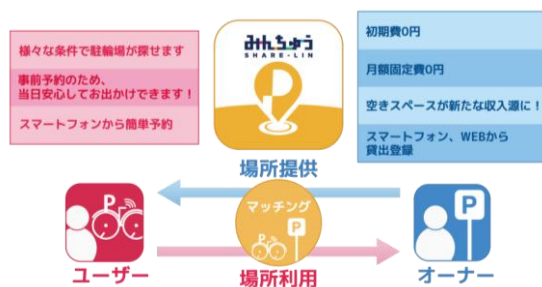 様々な条件で駐輪場が探せます
事前予約のため、
当日安心してお出かけできます！
スマートフォンから簡単予約
みんちゅう
SHARE-LIN
P
初期費0円
月額固定費0円
空きスペースが新たな収入源に！
スマートフォン、WEBから
貸出登録
場所提供
P
ユーザー
マッチング
P
場所利用
P
オーナー